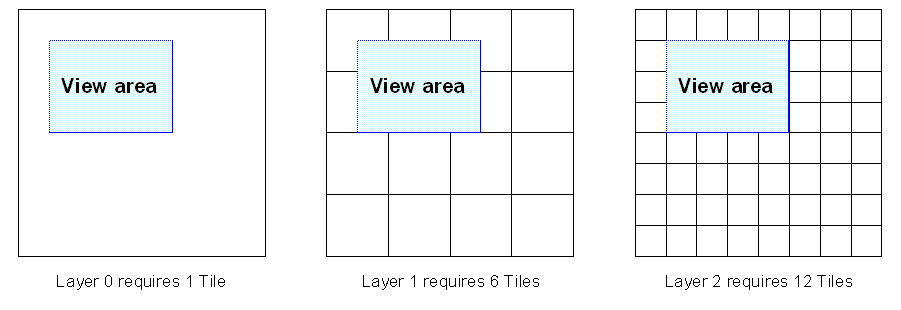 View area
View area
View area
Layer 0 requires 1 Tile
Layer 1 requires 6 Tiles
Layer 2 requires 12 Tiles